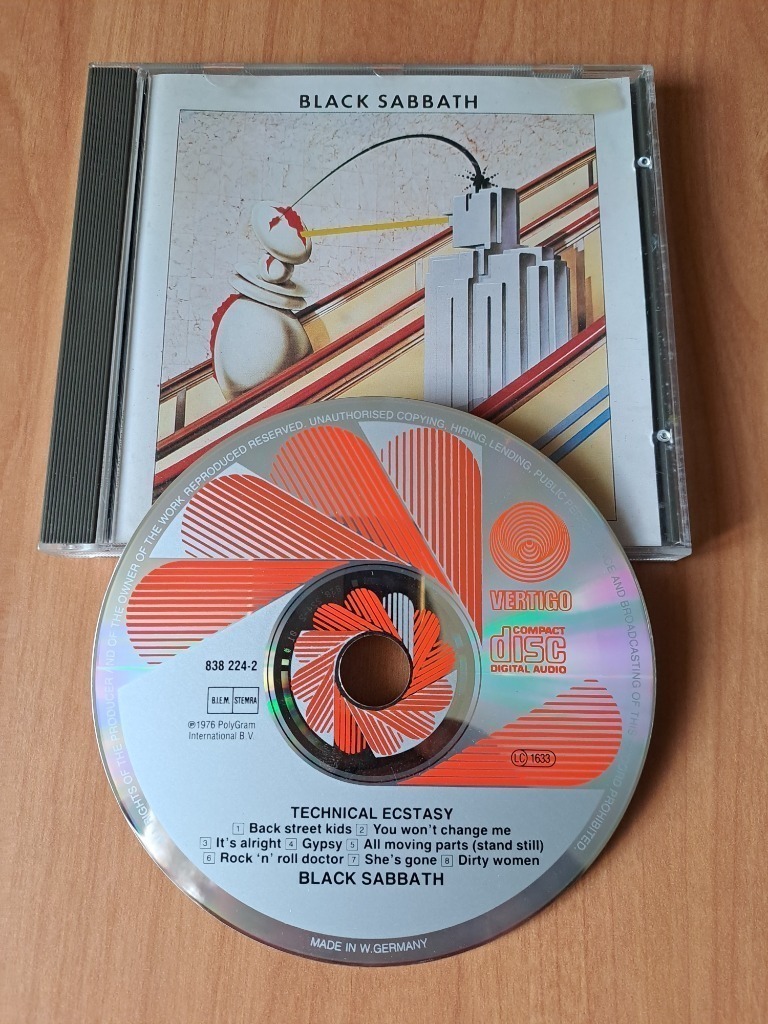 BLACK SABBATH
RIGHTS OF THE PRODUCER AND OF THE OWNER OF THE WORK REPRODUCED RESERVED. UNAUTHORISED COPYING, HIRING, LENDING, PUBLIC AND BROADCASTING OF THIS PROHIBITED.
VERTIGO
COMPACT
disc
DIGITAL AUDIO
838 224-2
B.I.E.M. STEMRA
℗1976 PolyGram
International B.V.
LC 1633
TECHNICAL ECSTASY
1 Back street kids 2 You won't change me
3 It's alright 4 Gypsy 5 All moving parts (stand still)
6 Rock 'n' roll doctor 7 She's gone 8 Dirty women
BLACK SABBATH
MADE IN W. GERMANY